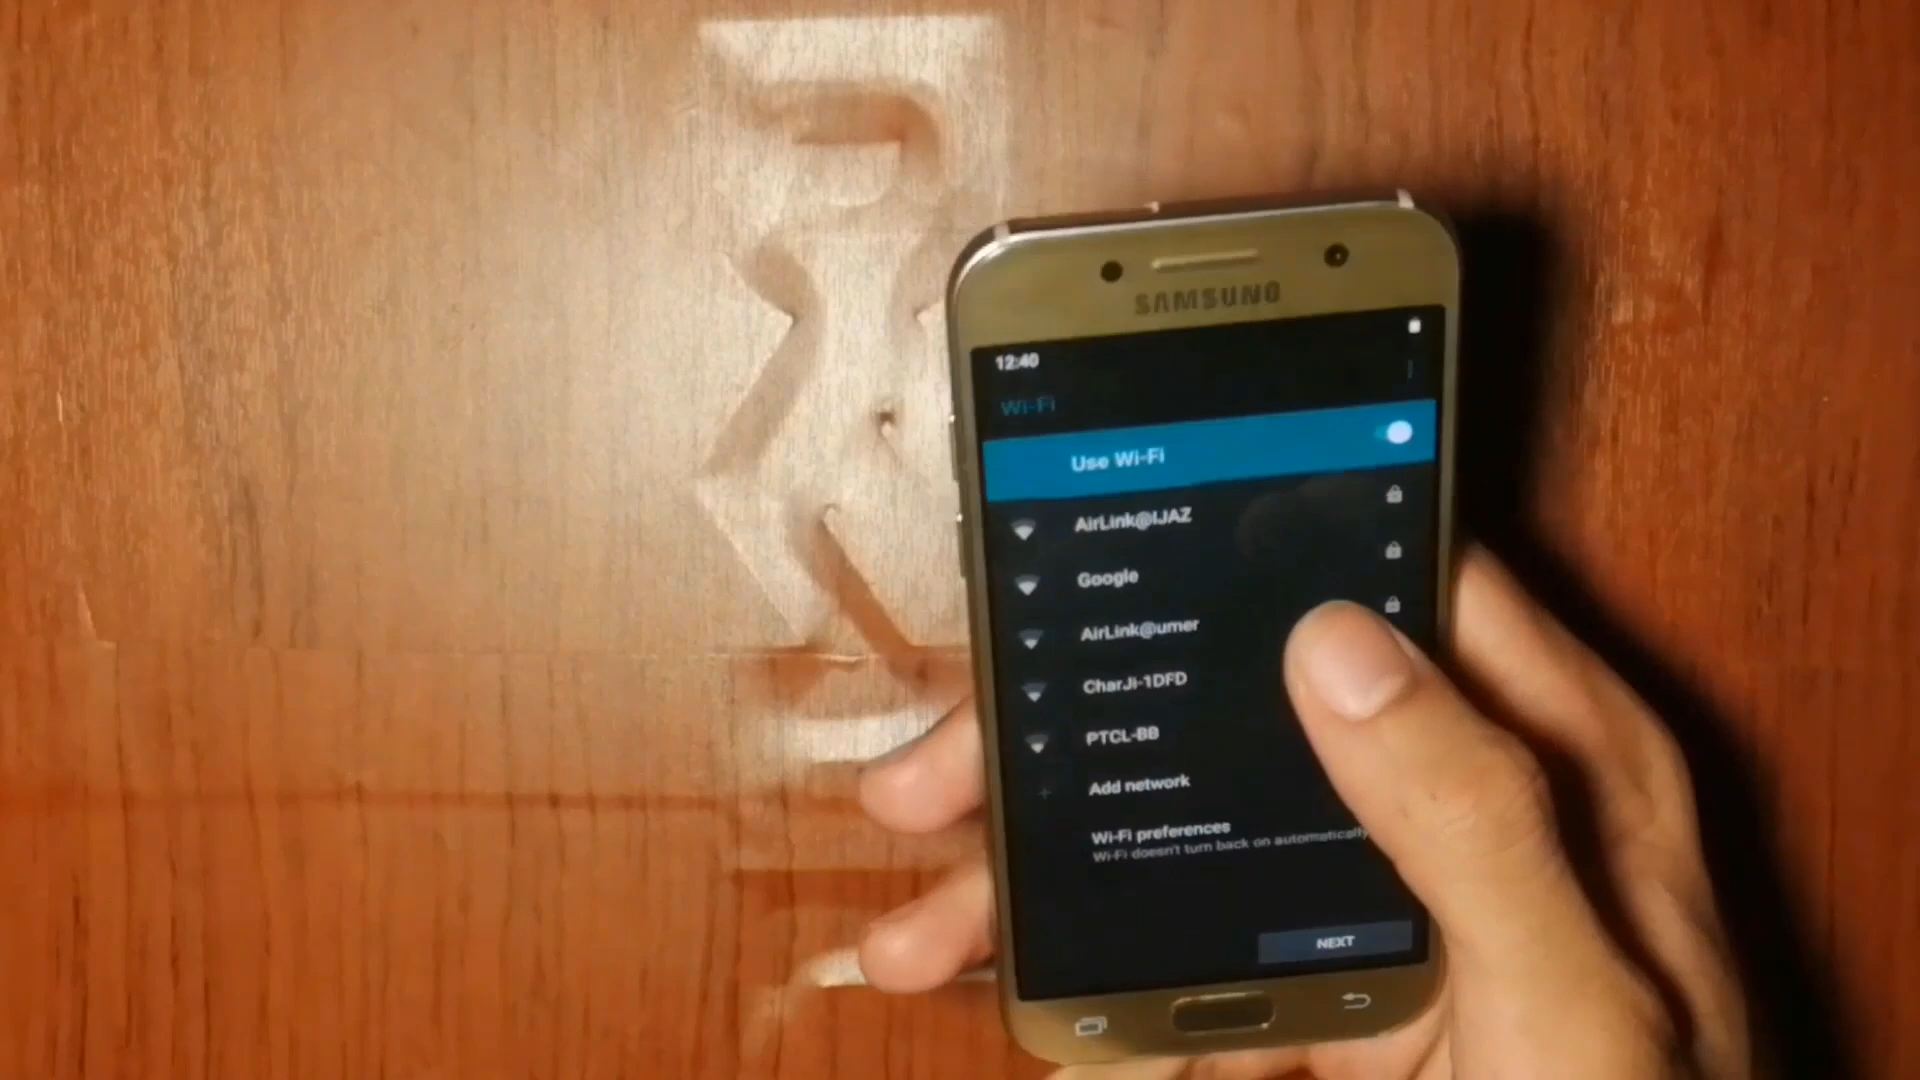 SAMSUNG
12:40
Wi-Fi
Use Wi-Fi
AirLink@IJAZ
Google
AirLink@umer
CharJi-1DFD
PTCL-BB
Add network
Wi-Fi preferences
Wi-Fi doesn't turn back on automatically
NEXT